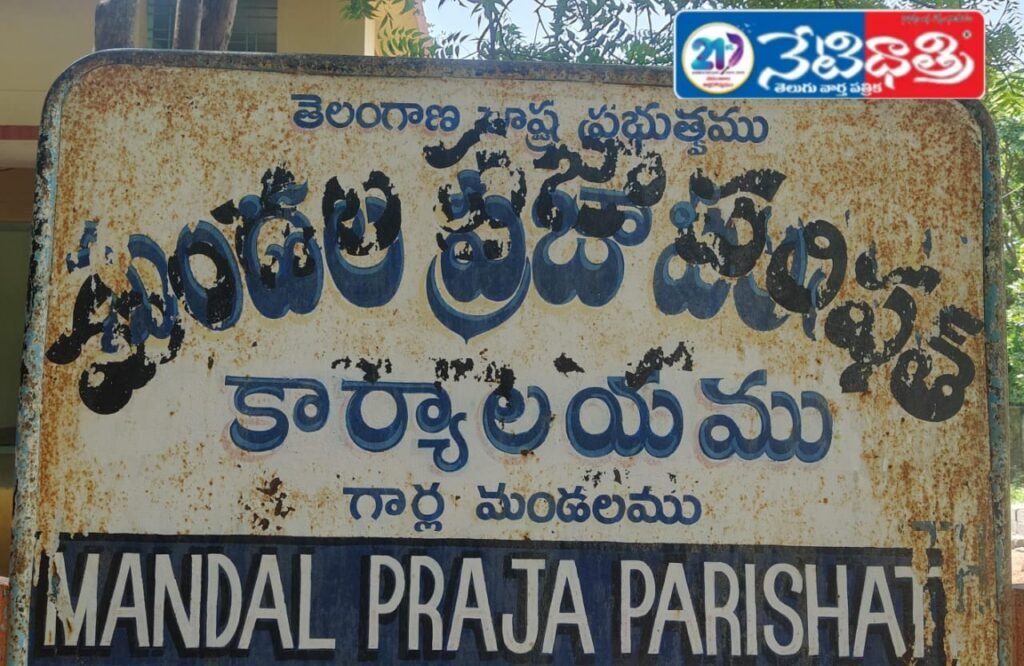 నేటిధాత్రి
తెలుగు వార్త పత్రిక
తెలంగాణ రాష్ట్ర ప్రభుత్వము
మండల ప్రజా పరిషత్
కార్యాలయము
గార్ల మండలము
MANDAL PRAJA PARISHAT